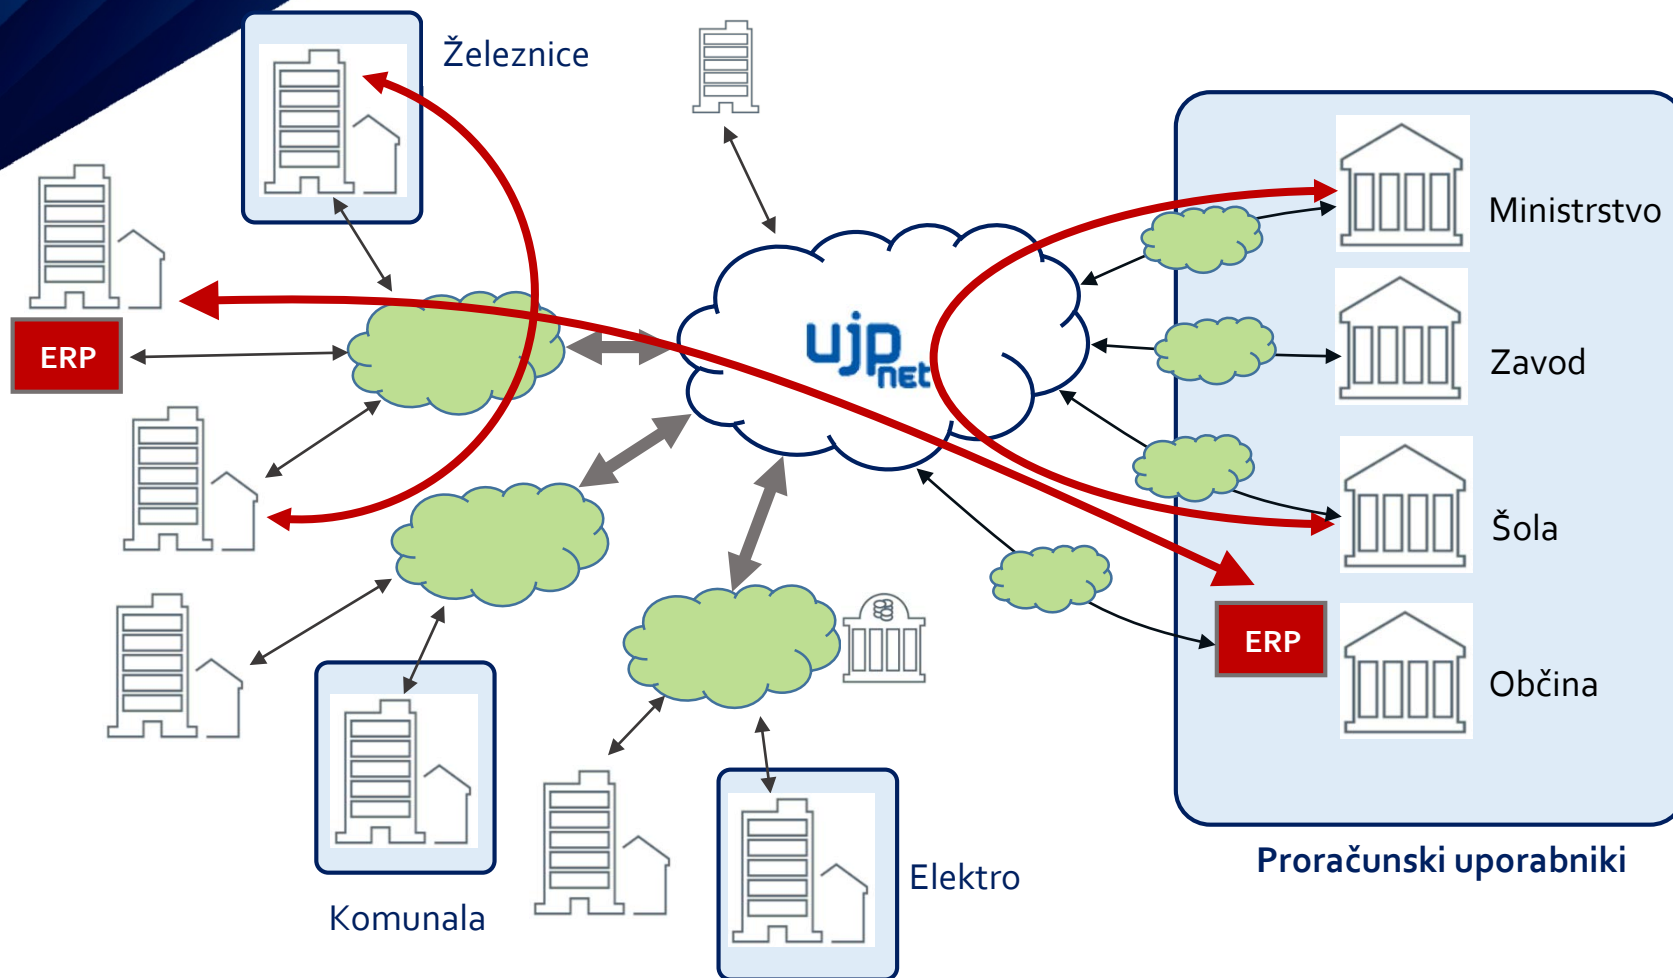 Železnice
Ministrstvo
ujp
net
ERP
Zavod
Šola
ERP
Občina
Proračunski uporabniki
Elektro
Komunala